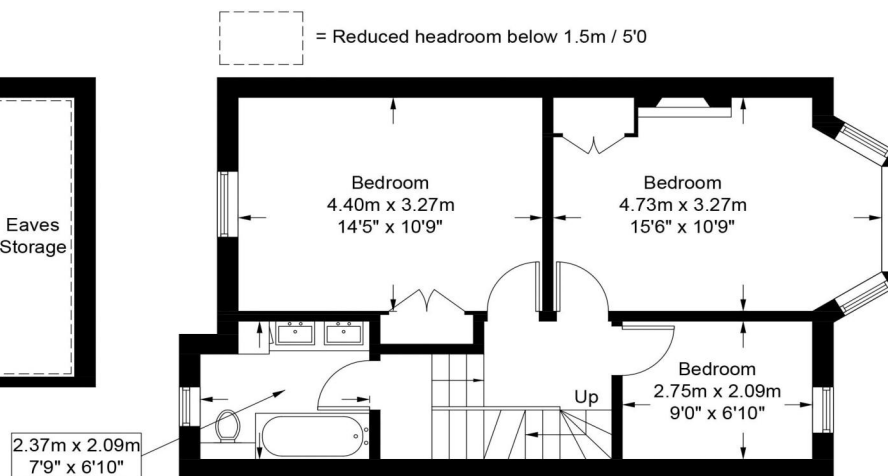 = Reduced headroom below 1.5m / 5'0
Eaves
Storage
Bedroom
4.40m x 3.27m
14'5" x 10'9"
Bedroom
4.73m x 3.27m
15'6" x 10'9"
Bedroom
2.75m x 2.09m
9'0" x 6'10"
Up
2.37m x 2.09m
7'9" x 6'10"